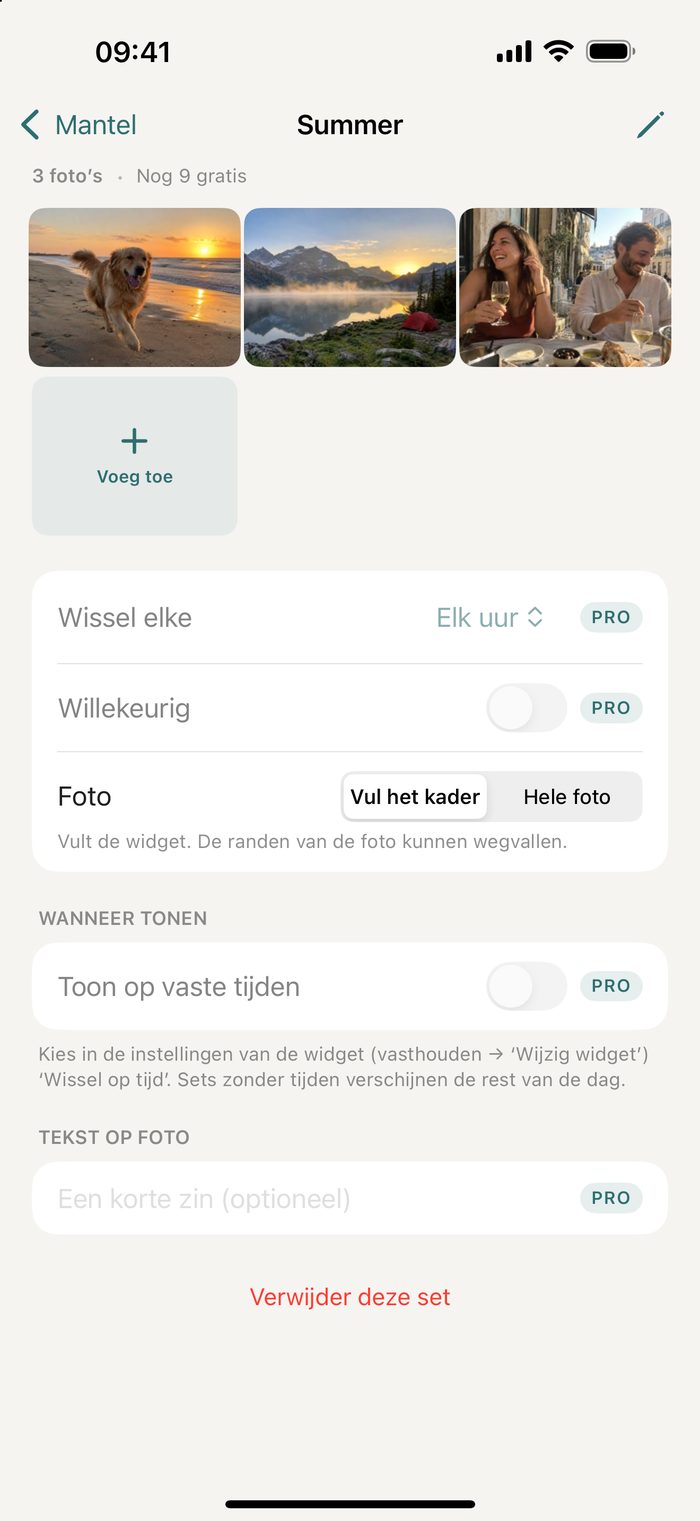 09:41
Mantel
Summer
3 foto’s · Nog 9 gratis
Voeg toe
Wissel elke
Elk uur
PRO
Willekeurig
PRO
Foto
Vul het kader
Hele foto
Vult de widget. De randen van de foto kunnen wegvallen.
WANNEER TONEN
Toon op vaste tijden
PRO
Kies in de instellingen van de widget (vasthouden → ‘Wijzig widget’)
‘Wissel op tijd’. Sets zonder tijden verschijnen de rest van de dag.
TEKST OP FOTO
Een korte zin (optioneel)
PRO
Verwijder deze set